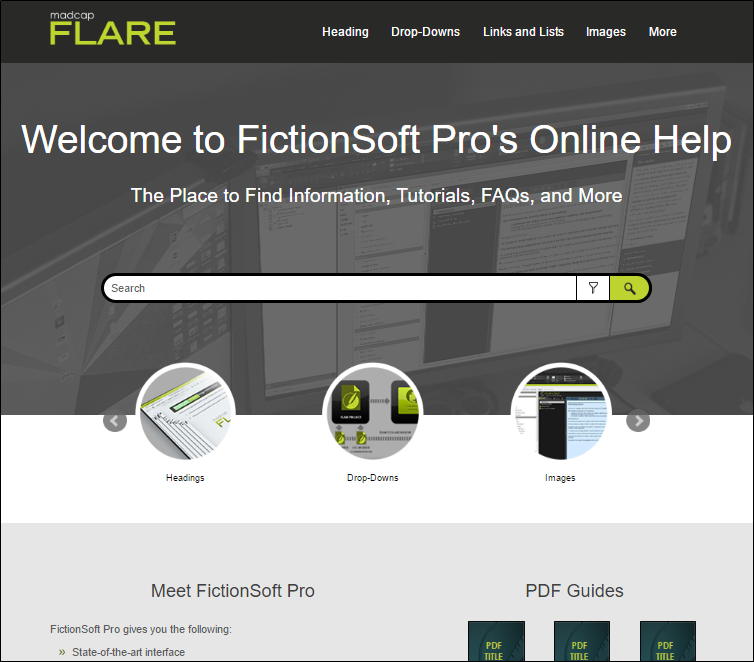 madcap
FLARE
Heading Drop-Downs Links and Lists Images More
Welcome to FictionSoft Pro's Online Help
The Place to Find Information, Tutorials, FAQs, and More
Search
Headings Drop-Downs Images
Meet FictionSoft Pro
FictionSoft Pro gives you the following:
» State-of-the-art interface
PDF Guides
PDF PDF PDF
TITLE TITLE TITLE